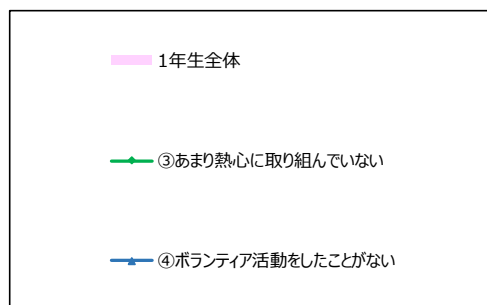 1年生全体
③あまり熱心に取り組んでいない
④ボランティア活動をしたことがない